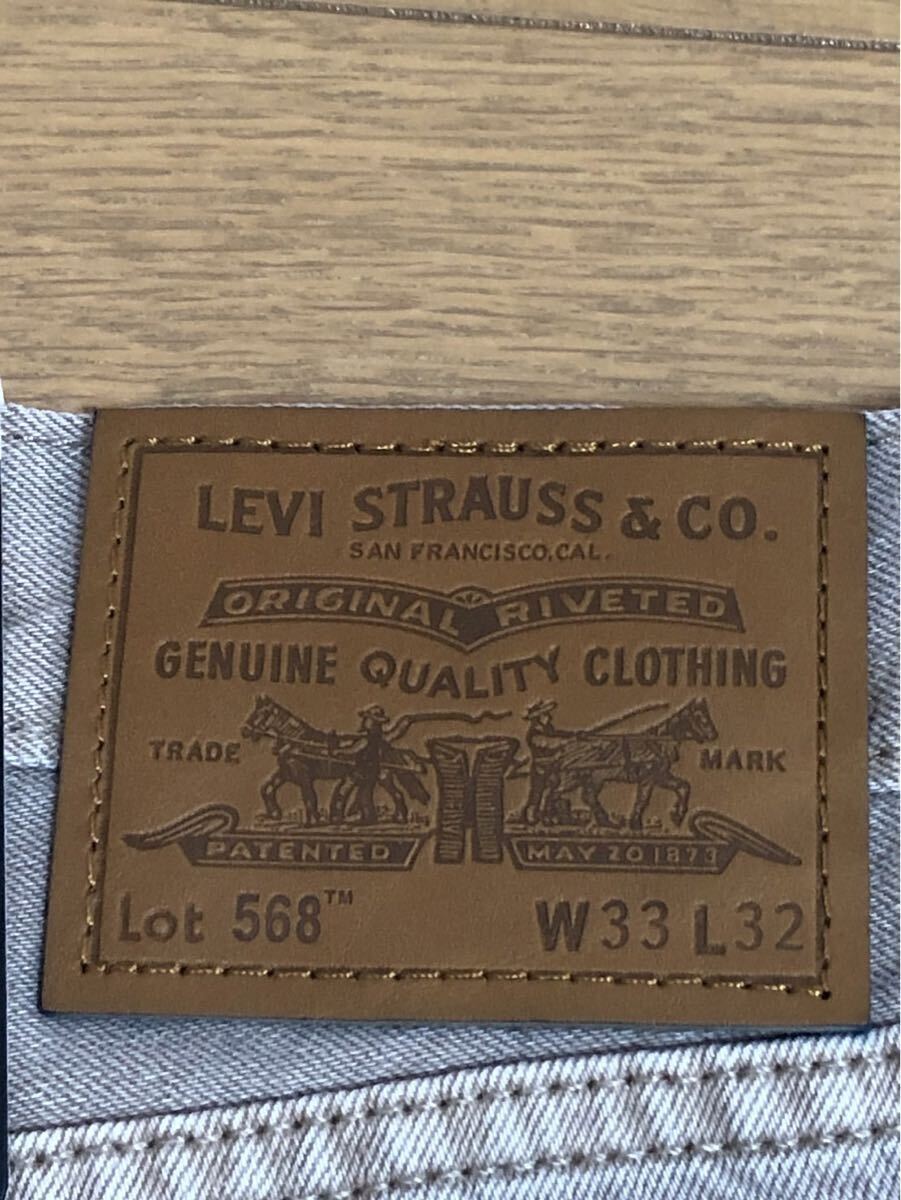 LEVI STRAUSS & CO.
SAN FRANCISCO, CAL.
ORIGINAL RIVETED
GENUINE QUALITY CLOTHING
TRADE MARK
PATENTED MAY 20 1873
Lot 568™ W33 L32